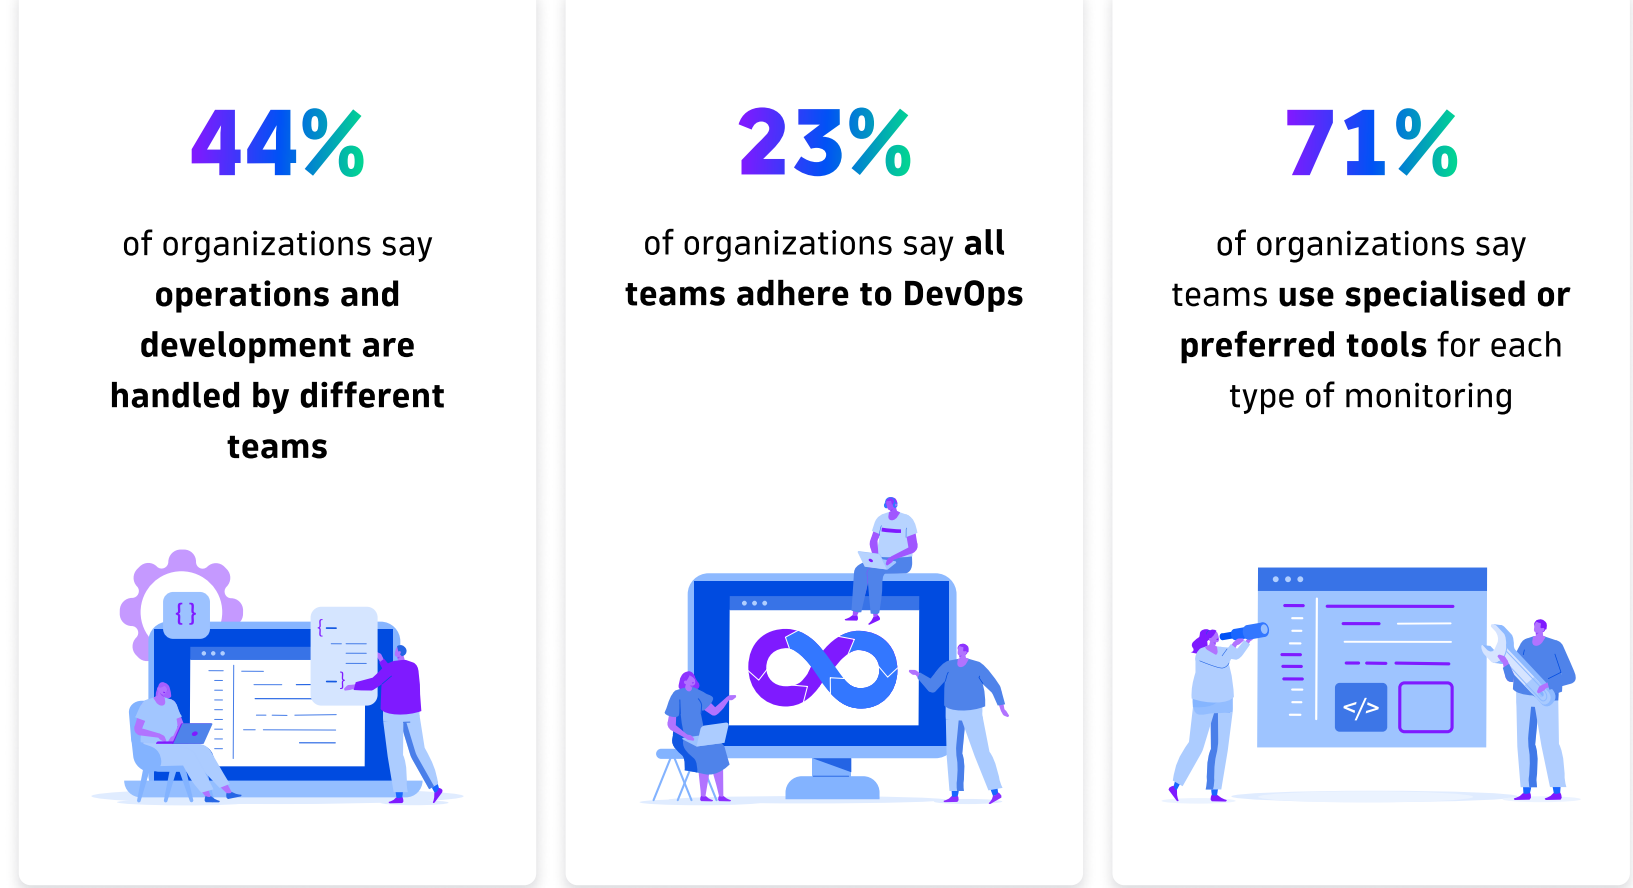 44%
of organizations say
operations and
development are
handled by different
teams
{ }
{
}
23%
of organizations say all
teams adhere to DevOps
71%
of organizations say
teams use specialised or
preferred tools for each
type of monitoring
</>